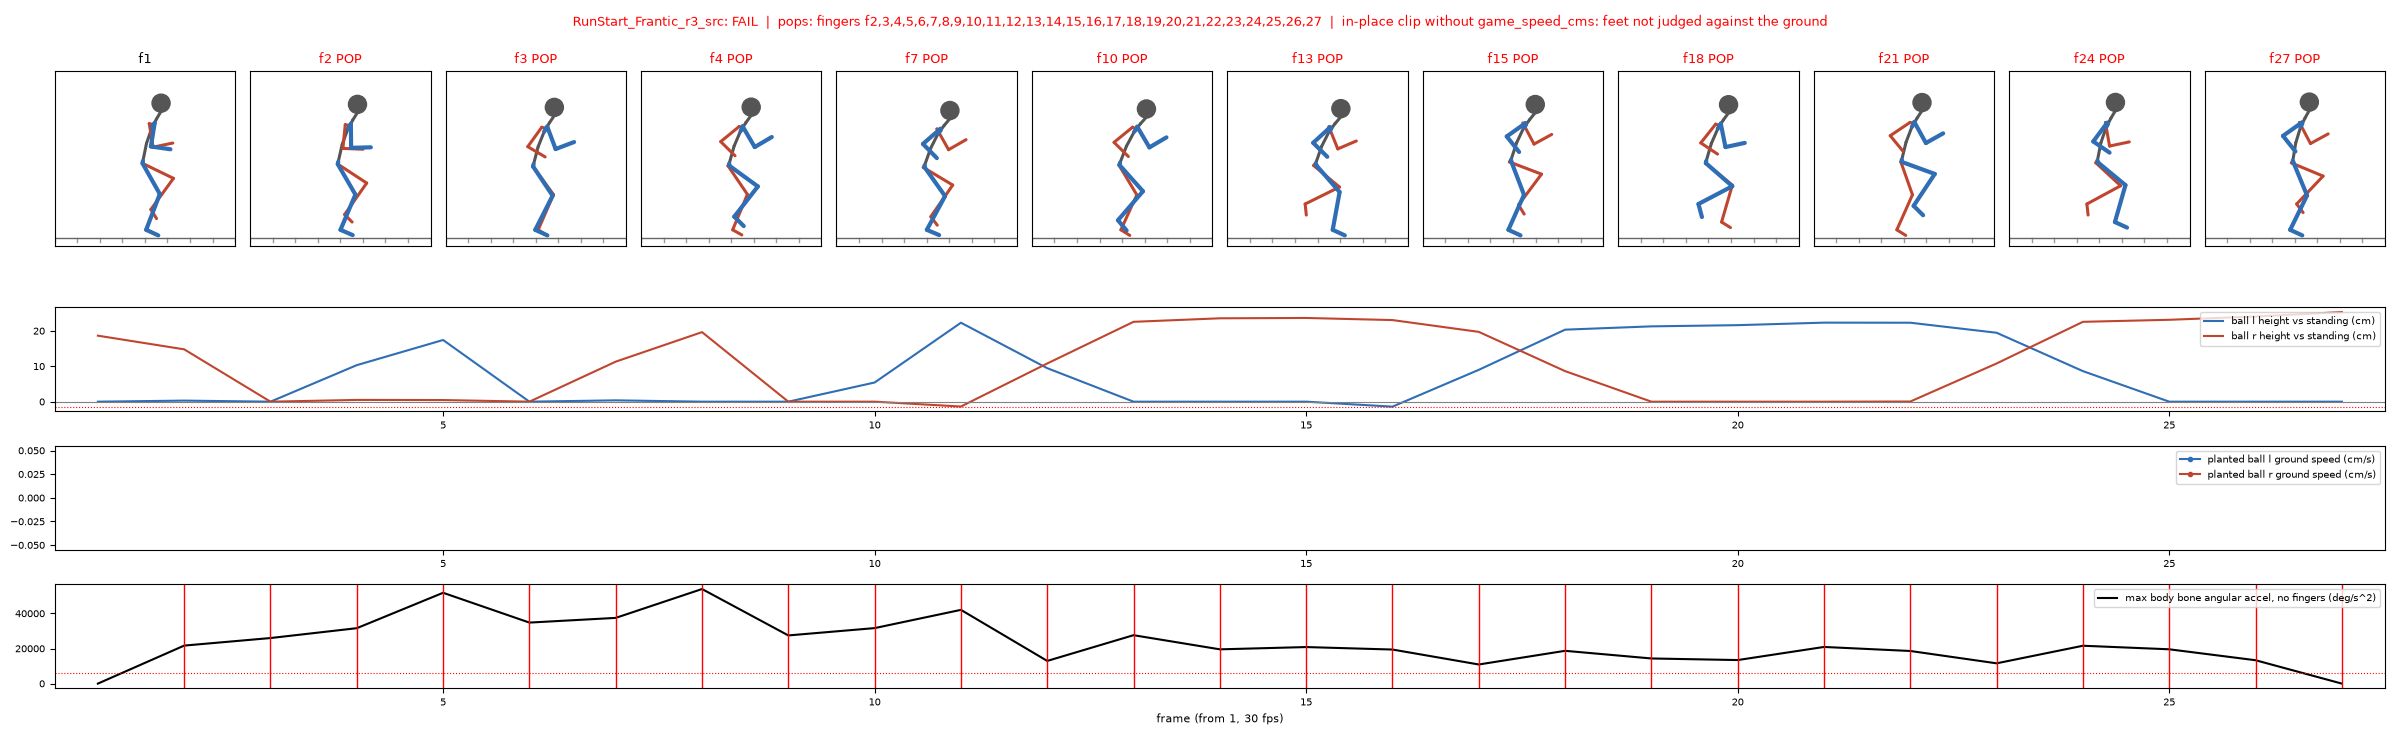 RunStart_Frantic_r3_src: FAIL | pops: fingers f2,3,4,5,6,7,8,9,10,11,12,13,14,15,16,17,18,19,20,21,22,23,24,25,26,27 | in-place clip without game_speed_cms: feet not judged against the ground
f1 f2 POP f3 POP f4 POP f7 POP f10 POP f13 POP f15 POP f18 POP f21 POP f24 POP f27 POP
ball l height vs standing (cm)
ball r height vs standing (cm)
20
10
0
5 10 15 20 25
planted ball l ground speed (cm/s)
planted ball r ground speed (cm/s)
0.050
0.025
0.000
−0.025
−0.050
5 10 15 20 25
max body bone angular accel, no fingers (deg/s^2)
40000
20000
0
5 10 15 20 25
frame (from 1, 30 fps)